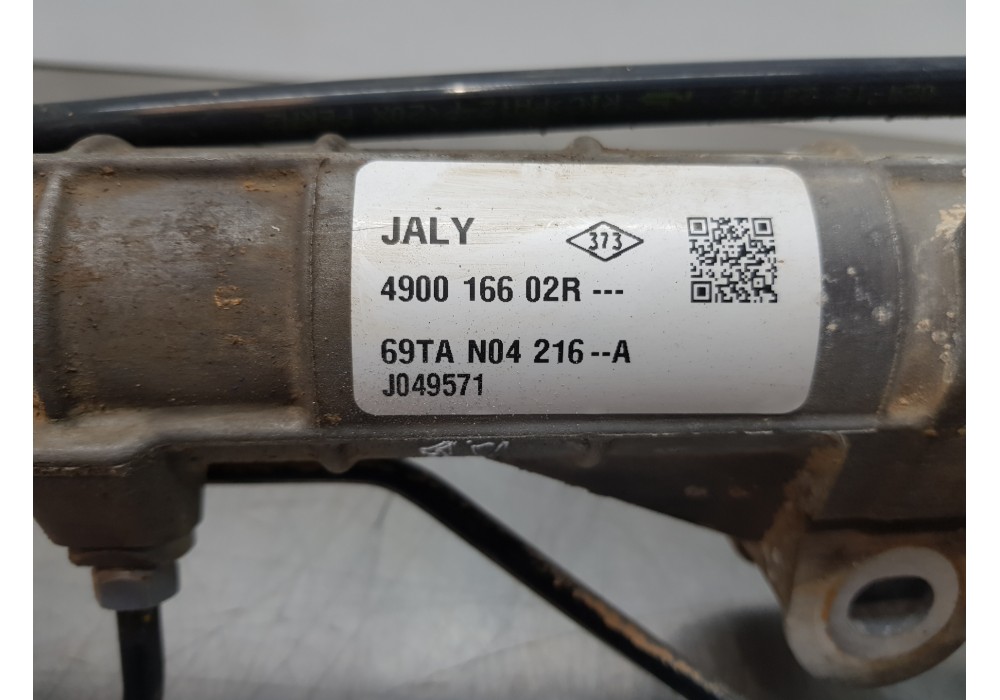 JALY
373
4900 166 02R ---
69TA N04 216 --A
J049571